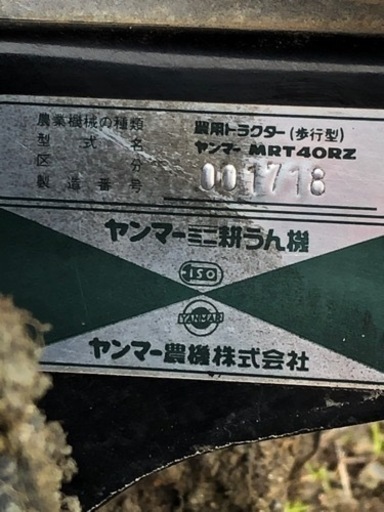 農業機械の種類 農用トラクター(歩行型)
型式名 ヤンマー MRT40RZ
区分
製造番号 001718
ヤンマーミニ耕うん機
ISO
YANMAR
ヤンマー農機株式会社